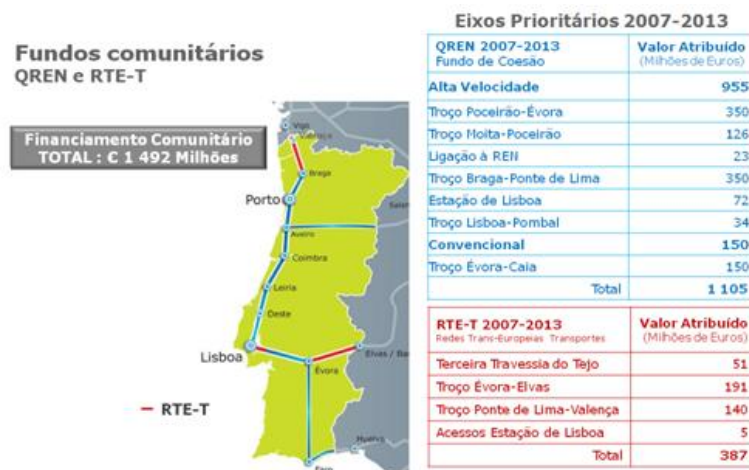 Eixos Prioritários 2007-2013
Fundos comunitários
QREN e RTE-T
Financiamento Comunitário
TOTAL : € 1 492 Milhões
Vigo
Valença
Braga
Porto
Aveiro
Coimbra
Leiria
Oeste
Lisboa
Évora
Elvas / Ba
Huelva
Faro
RTE-T
QREN 2007-2013 Valor Atribuído
Fundo de Coesão (Milhões de Euros)
Alta Velocidade 955
Troço Poceirão-Évora 350
Troço Moita-Poceirão 126
Ligação à REN 23
Troço Braga-Ponte de Lima 350
Estação de Lisboa 72
Troço Lisboa-Pombal 34
Convencional 150
Troço Évora-Caia 150
Total 1 105
RTE-T 2007-2013 Valor Atribuído
Redes Trans-Europeias Transportes (Milhões de Euros)
Terceira Travessia do Tejo 51
Troço Évora-Elvas 191
Troço Ponte de Lima-Valença 140
Acessos Estação de Lisboa 5
Total 387